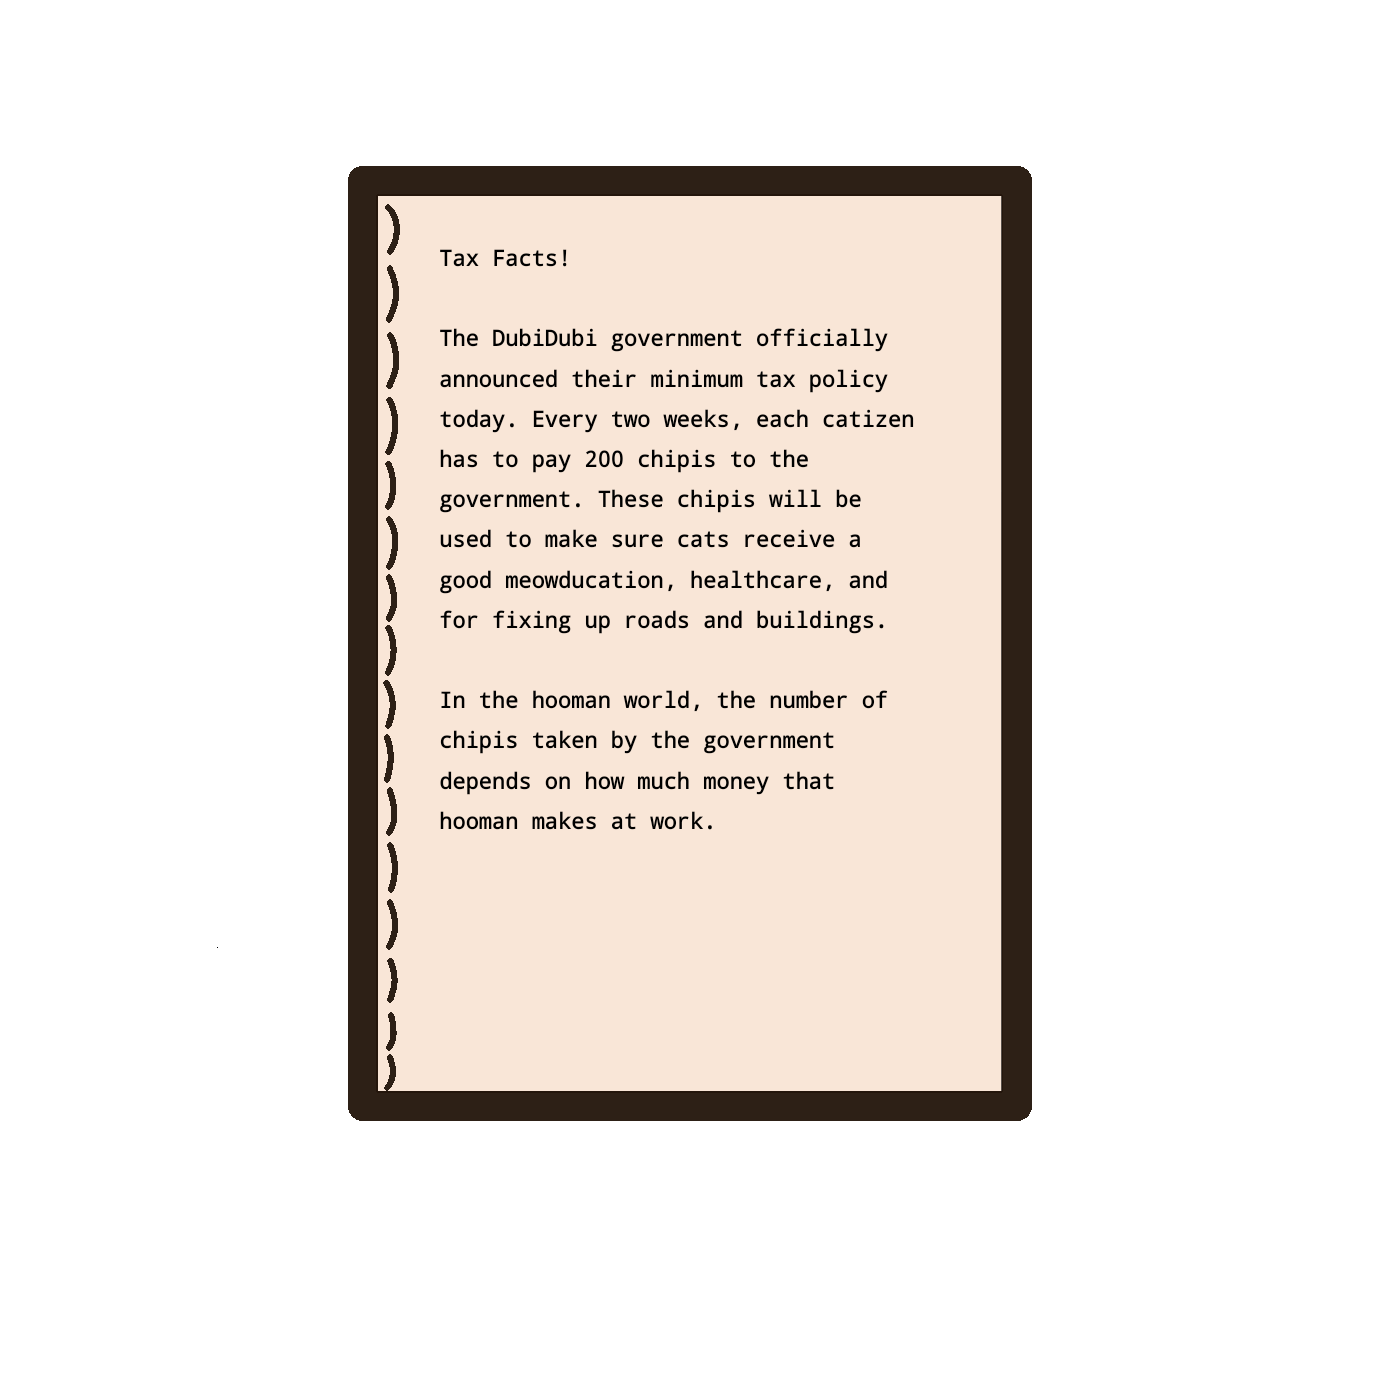 Tax Facts!
The DubiDubi government officially
announced their minimum tax policy
today. Every two weeks, each catizen
has to pay 200 chipis to the
government. These chipis will be
used to make sure cats receive a
good meowducation, healthcare, and
for fixing up roads and buildings.
In the hooman world, the number of
chipis taken by the government
depends on how much money that
hooman makes at work.